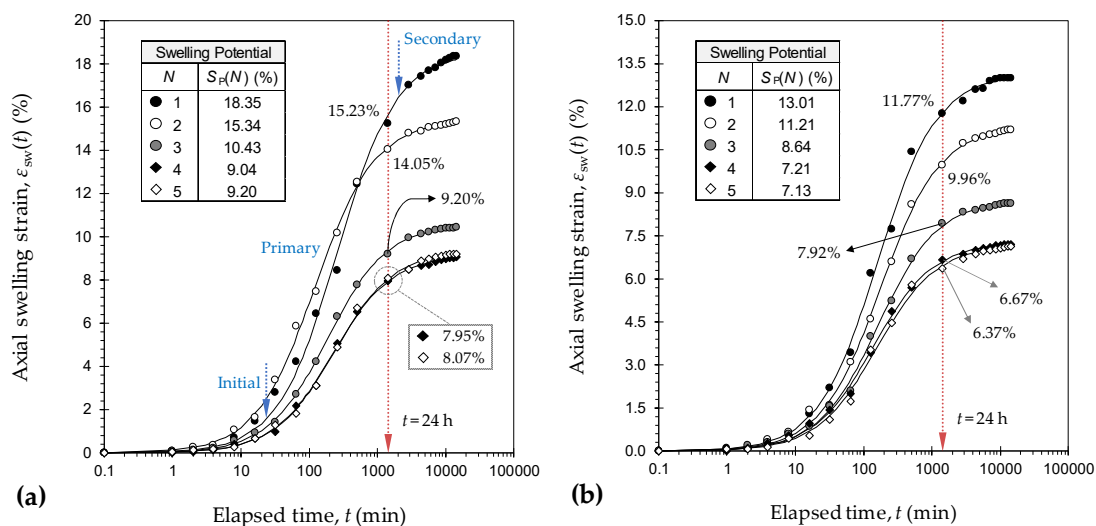 20
18
16
14
12
10
8
6
4
2
0
Axial swelling strain, εsw(t) (%)
Swelling Potential
N SP(N) (%)
1 18.35
2 15.34
3 10.43
4 9.04
5 9.20
Secondary
15.23%
14.05%
9.20%
Primary
7.95%
8.07%
Initial
t = 24 h
0.1 1 10 100 1000 10000 100000
(a)
Elapsed time, t (min)
15.0
13.5
12.0
10.5
9.0
7.5
6.0
4.5
3.0
1.5
0.0
Axial swelling strain, εsw(t) (%)
Swelling Potential
N SP(N) (%)
1 13.01
2 11.21
3 8.64
4 7.21
5 7.13
11.77%
9.96%
7.92%
6.67%
6.37%
t = 24 h
0.1 1 10 100 1000 10000 100000
(b)
Elapsed time, t (min)